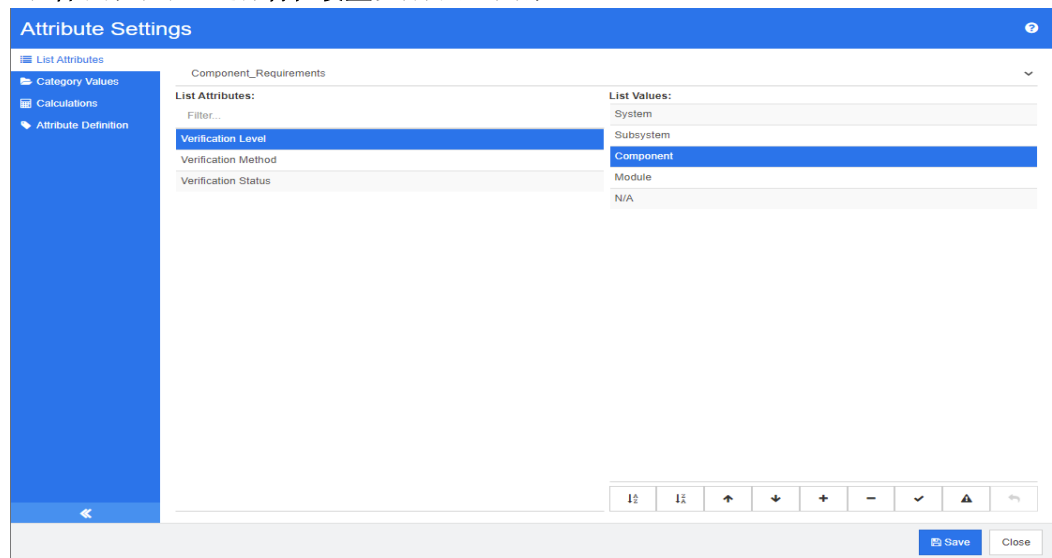 Attribute Settings
List Attributes
Category Values
Calculations
Attribute Definition
Component_Requirements
List Attributes:
Filter...
Verification Level
Verification Method
Verification Status
List Values:
System
Subsystem
Component
Module
N/A
Save
Close